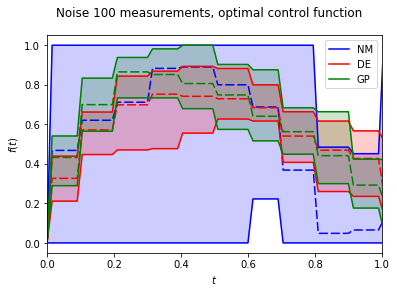 Noise 100 measurements, optimal control function
1.0
0.8
0.6
0.4
0.2
0.0
f(t)
NM
DE
GP
0.0 0.2 0.4 0.6 0.8 1.0
t